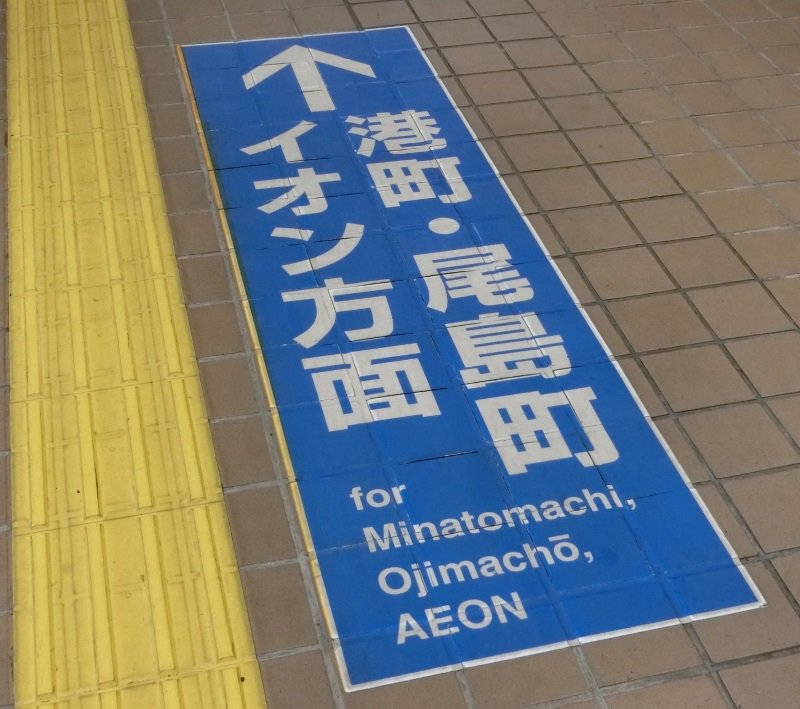 ↑
港町・尾島町
イオン方面
for
Minatomachi,
Ojimachō,
AEON